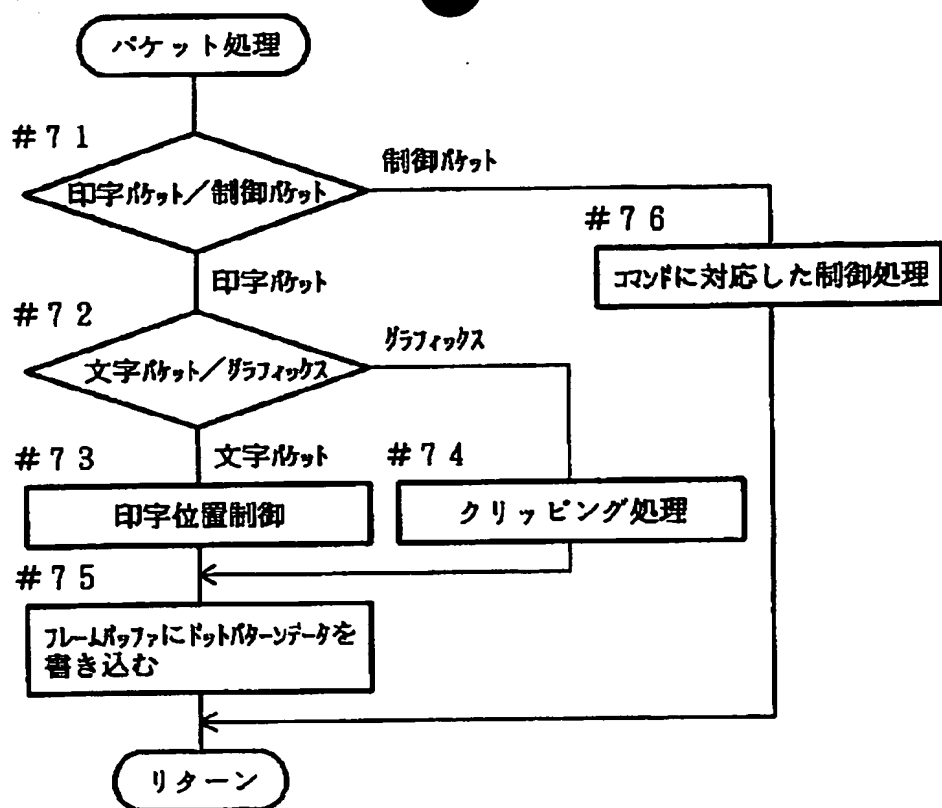 パケット処理
#71
制御パケット
印字パケット/制御パケット
#76
コマンドに対応した制御処理
印字パケット
#72
グラフィックス
文字パケット/グラフィックス
文字パケット
#73
#74
印字位置制御
クリッピング処理
#75
フレームバッファにドットパターンデータを
書き込む
リターン